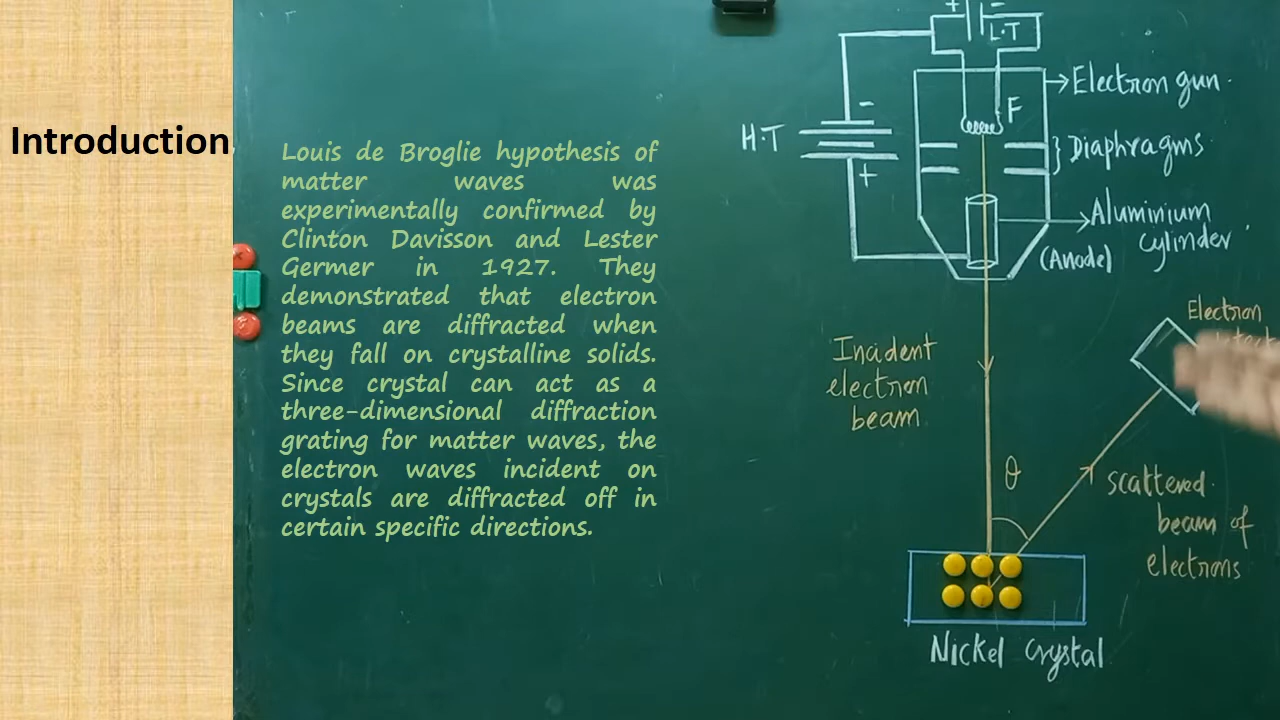 Introduction
Louis de Broglie hypothesis of
matter waves was
experimentally confirmed by
Clinton Davisson and Lester
Germer in 1927. They
demonstrated that electron
beams are diffracted when
they fall on crystalline solids.
Since crystal can act as a
three-dimensional diffraction
grating for matter waves, the
electron waves incident on
crystals are diffracted off in
certain specific directions.
+ -
L.T
Electron gun.
F
-
H.T
+
Diaphragms
Aluminium
cylinder
(Anode)
Electron
Incident
electron
beam
θ
scattered
beam of
electrons
Nickel crystal